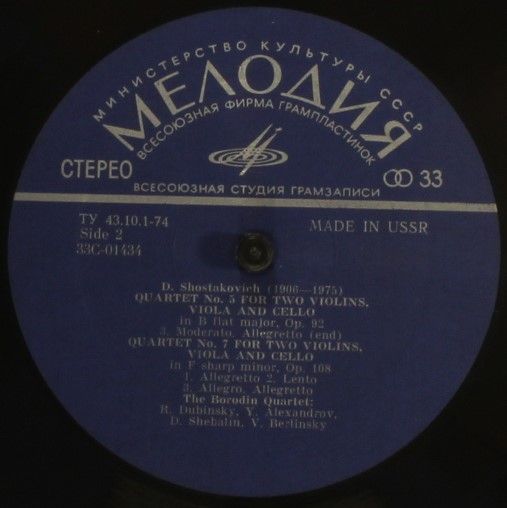 МИНИСТЕРСТВО КУЛЬТУРЫ СССР
МЕЛОДИЯ
ВСЕСОЮЗНАЯ ФИРМА ГРАМПЛАСТИНОК
СТЕРЕО
33
ВСЕСОЮЗНАЯ СТУДИЯ ГРАМЗАПИСИ
ТУ 43.10.1-74
MADE IN USSR
Side 2
33С-01434
D. Shostakovich (1906—1975)
QUARTET No. 5 FOR TWO VIOLINS,
VIOLA AND CELLO
in B flat major, Op. 92
3. Moderato. Allegretto (end)
QUARTET No. 7 FOR TWO VIOLINS,
VIOLA AND CELLO
in F sharp minor, Op. 108
1. Allegretto 2. Lento
3. Allegro. Allegretto
The Borodin Quartet:
R. Dubinsky, Y. Alexandrov,
D. Shebalin, V. Berlinsky